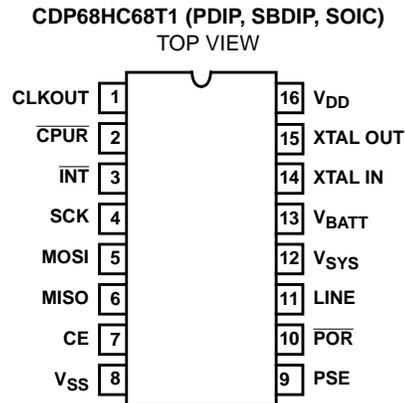 CDP68HC68T1 (PDIP, SBDIP, SOIC)
TOP VIEW
CLKOUT 1 16 VDD
CPUR 2 15 XTAL OUT
INT 3 14 XTAL IN
SCK 4 13 VBATT
MOSI 5 12 VSYS
MISO 6 11 LINE
CE 7 10 POR
VSS 8 9 PSE